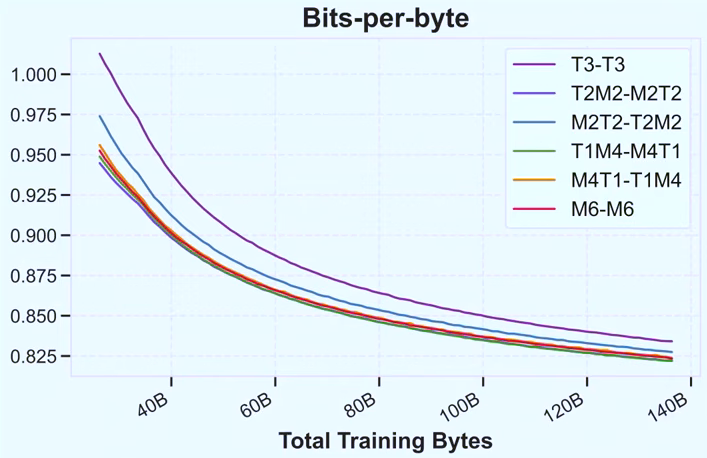 Bits-per-byte
1.000
0.975
0.950
0.925
0.900
0.875
0.850
0.825
T3-T3
T2M2-M2T2
M2T2-T2M2
T1M4-M4T1
M4T1-T1M4
M6-M6
40B 60B 80B 100B 120B 140B
Total Training Bytes